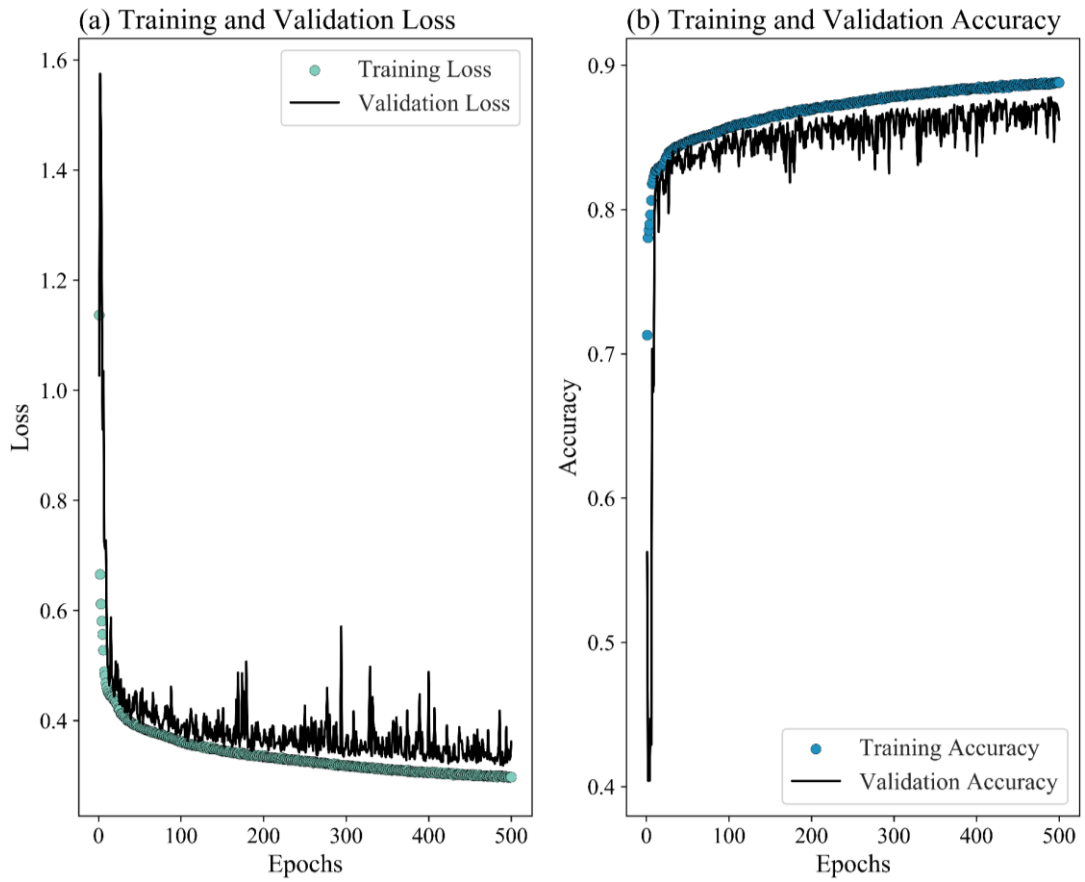 (a) Training and Validation Loss
1.6
1.4
1.2
1.0
0.8
0.6
0.4
Loss
Training Loss
Validation Loss
0 100 200 300 400 500
Epochs
(b) Training and Validation Accuracy
0.9
0.8
0.7
0.6
0.5
0.4
Accuracy
Training Accuracy
Validation Accuracy
0 100 200 300 400 500
Epochs